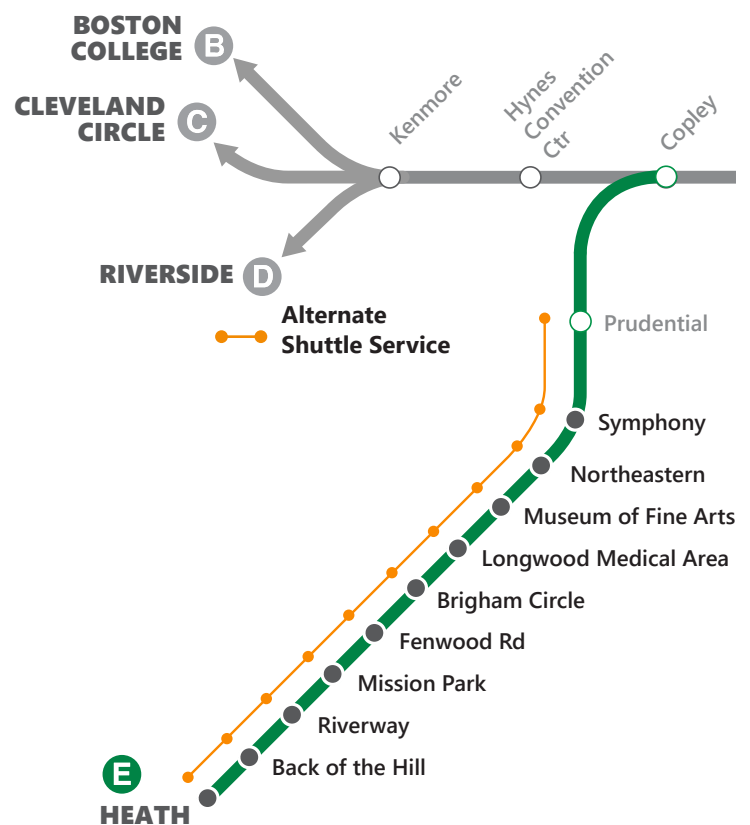 BOSTON
COLLEGE
B
CLEVELAND
CIRCLE
C
RIVERSIDE
D
Kenmore
Hynes
Convention
Ctr
Copley
Alternate
Shuttle Service
Prudential
Symphony
Northeastern
Museum of Fine Arts
Longwood Medical Area
Brigham Circle
Fenwood Rd
Mission Park
Riverway
Back of the Hill
E
HEATH